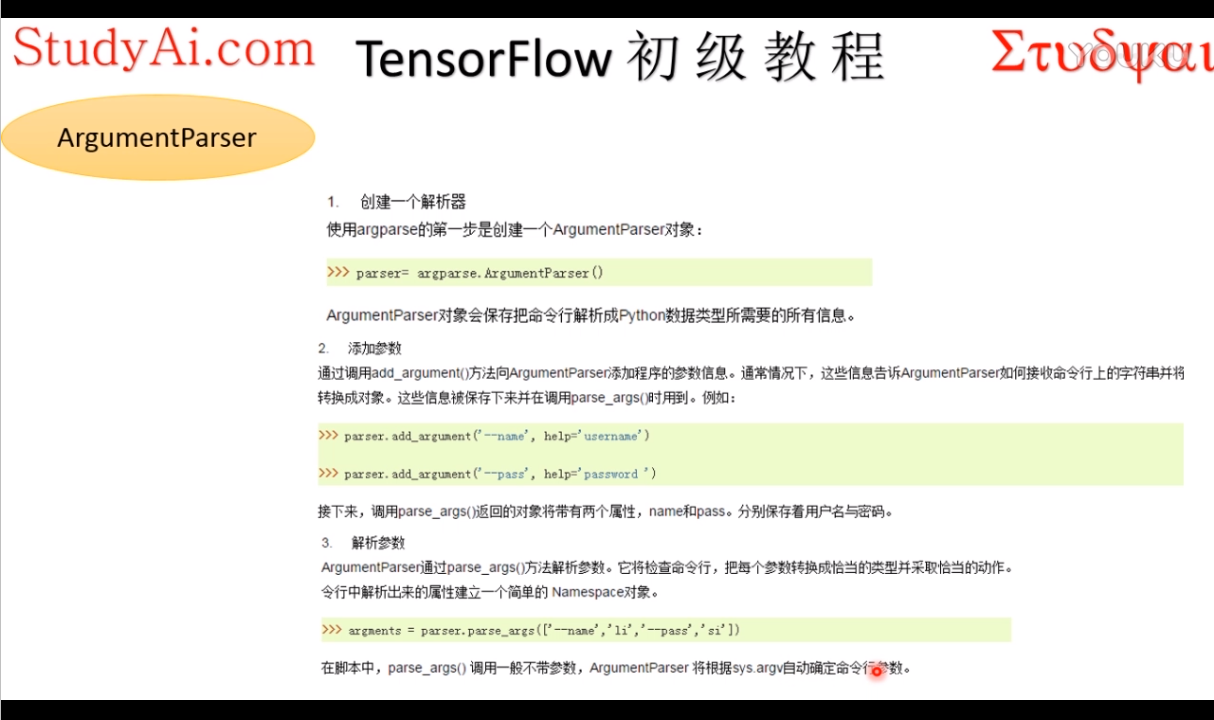 StudyAi.com
TensorFlow 初级教程
Στυδψαι
YOUKU
ArgumentParser
1. 创建一个解析器
使用argparse的第一步是创建一个ArgumentParser对象：
>>> parser= argparse.ArgumentParser()
ArgumentParser对象会保存把命令行解析成Python数据类型所需要的所有信息。
2. 添加参数
通过调用add_argument()方法向ArgumentParser添加程序的参数信息。通常情况下，这些信息告诉ArgumentParser如何接收命令行上的字符串并将
转换成对象。这些信息被保存下来并在调用parse_args()时用到。例如：
>>> parser.add_argument('--name', help='username')
>>> parser.add_argument('--pass', help='password ')
接下来，调用parse_args()返回的对象将带有两个属性，name和pass。分别保存着用户名与密码。
3. 解析参数
ArgumentParser通过parse_args()方法解析参数。它将检查命令行，把每个参数转换成恰当的类型并采取恰当的动作。
令行中解析出来的属性建立一个简单的 Namespace对象。
>>> argments = parser.parse_args(['--name','li','--pass','si'])
在脚本中，parse_args() 调用一般不带参数，ArgumentParser 将根据sys.argv自动确定命令行参数。